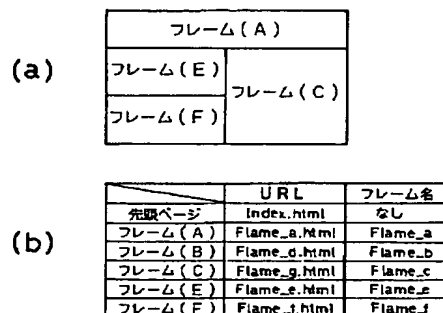 (a)
フレーム(A)
フレーム(E)
フレーム(C)
フレーム(F)
(b)
URL フレーム名
先頭ページ Index.html なし
フレーム(A) Flame_a.html Flame_a
フレーム(B) Flame_d.html Flame_b
フレーム(C) Flame_g.html Flame_c
フレーム(E) Flame_e.html Flame_e
フレーム(F) Flame_f.html Flame_f